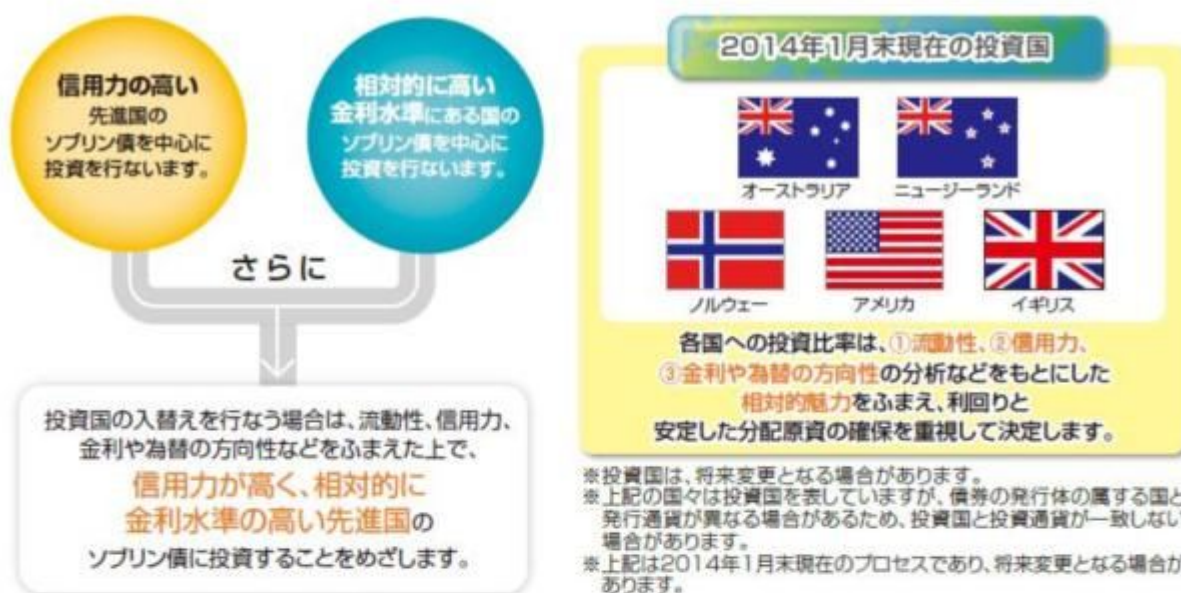 信用力の高い
先進国の
ソブリン債を中心に
投資を行ないます。
相対的に高い
金利水準にある国の
ソブリン債を中心に
投資を行ないます。
さらに
投資国の入替えを行なう場合は、流動性、信用力、
金利や為替の方向性などをふまえた上で、
信用力が高く、相対的に
金利水準の高い先進国の
ソブリン債に投資することをめざします。
2014年1月末現在の投資国
オーストラリア
ニュージーランド
ノルウェー
アメリカ
イギリス
各国への投資比率は、①流動性、②信用力、
③金利や為替の方向性の分析などをもとにした
相対的魅力をふまえ、利回りと
安定した分配原資の確保を重視して決定します。
※投資国は、将来変更となる場合があります。
※上記の国々は投資国を表していますが、債券の発行体の属する国と
発行通貨が異なる場合があるため、投資国と投資通貨が一致しない
場合があります。
※上記は2014年1月末現在のプロセスであり、将来変更となる場合が
あります。